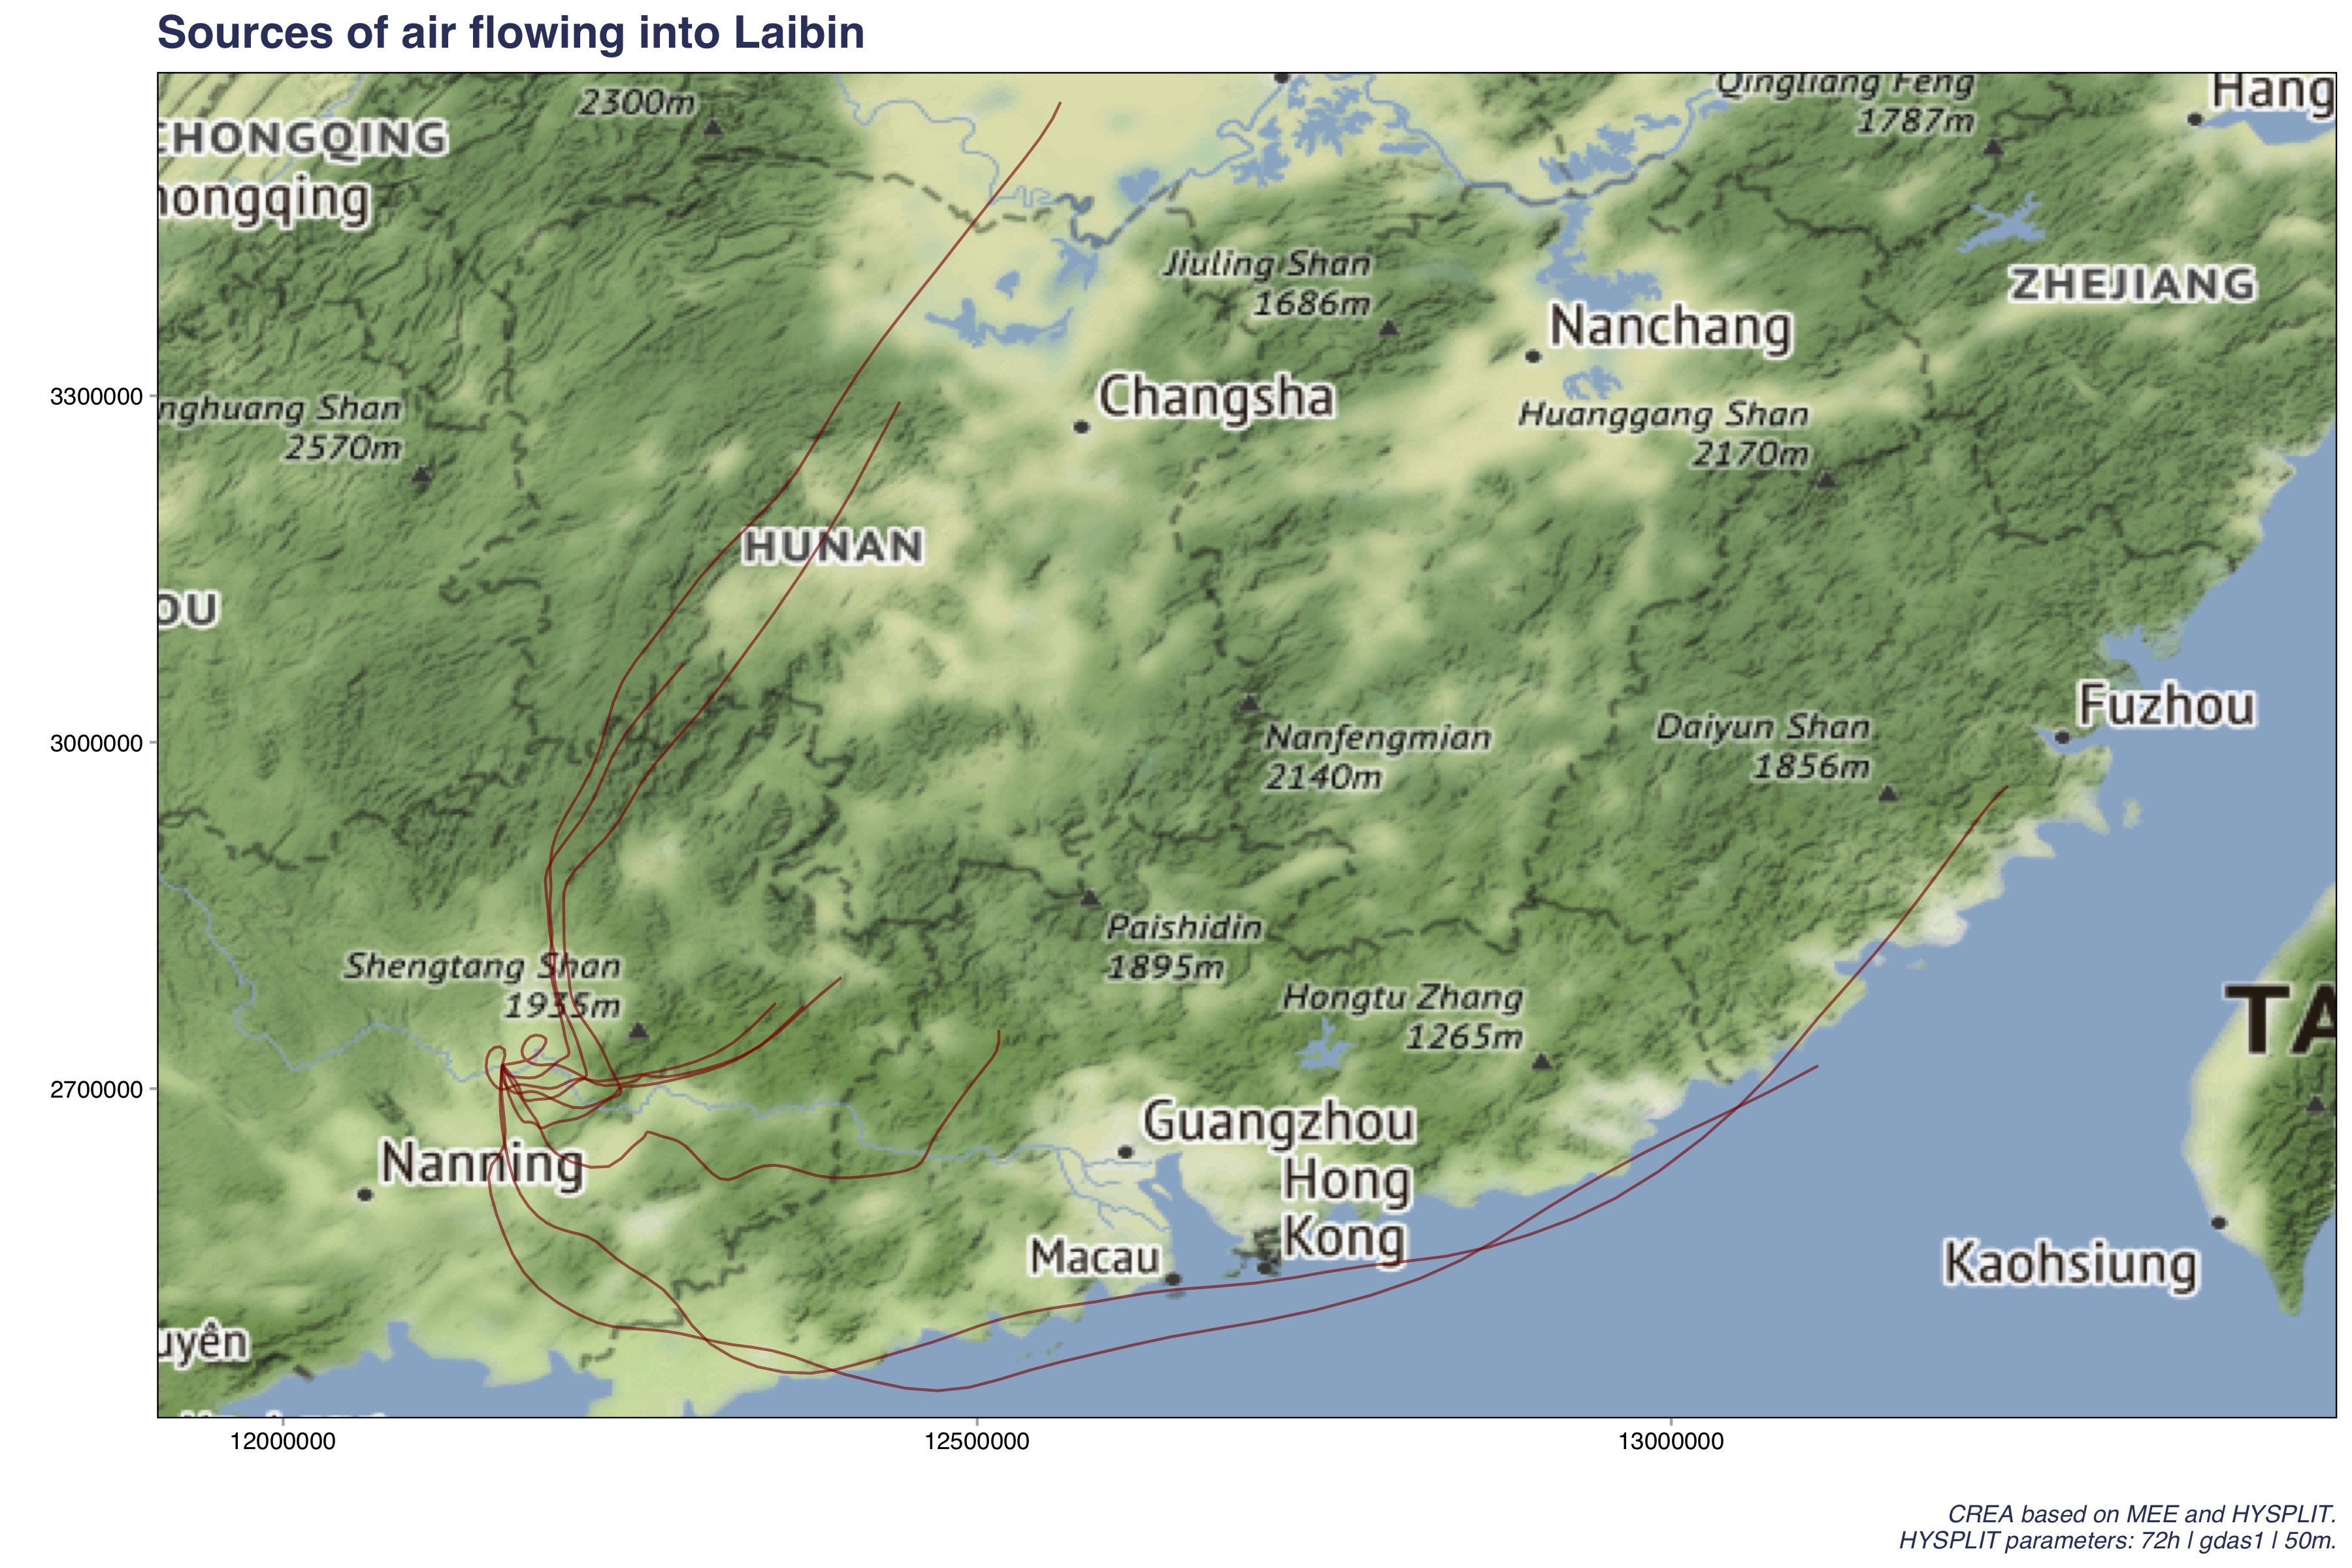 Sources of air flowing into Laibin
2300m
Qingliang Feng
1787m
Hang
CHONGQING
hongqing
Jiuling Shan
1686m
ZHEJIANG
Nanchang
Changsha
nghuang Shan
2570m
Huanggang Shan
2170m
HUNAN
OU
Fuzhou
Nanfengmian
2140m
Daiyun Shan
1856m
Paishidin
1895m
Shengtang Shan
1935m
Hongtu Zhang
1265m
TA
Guangzhou
Nanning
Hong
Kong
Macau
Kaohsiung
uyên
3300000
3000000
2700000
12000000
12500000
13000000
CREA based on MEE and HYSPLIT.
HYSPLIT parameters: 72h | gdas1 | 50m.